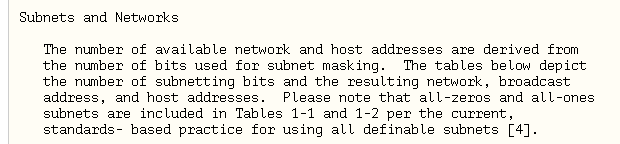 Subnets and Networks
The number of available network and host addresses are derived from
the number of bits used for subnet masking.  The tables below depict
the number of subnetting bits and the resulting network, broadcast
address, and host addresses.  Please note that all-zeros and all-ones
subnets are included in Tables 1-1 and 1-2 per the current,
standards- based practice for using all definable subnets [4].